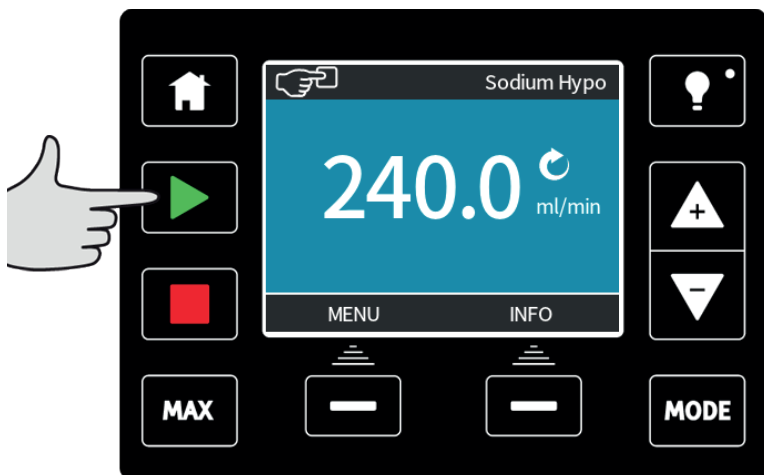 Sodium Hypo
240.0
ml/min
+
-
MENU
INFO
MAX
MODE